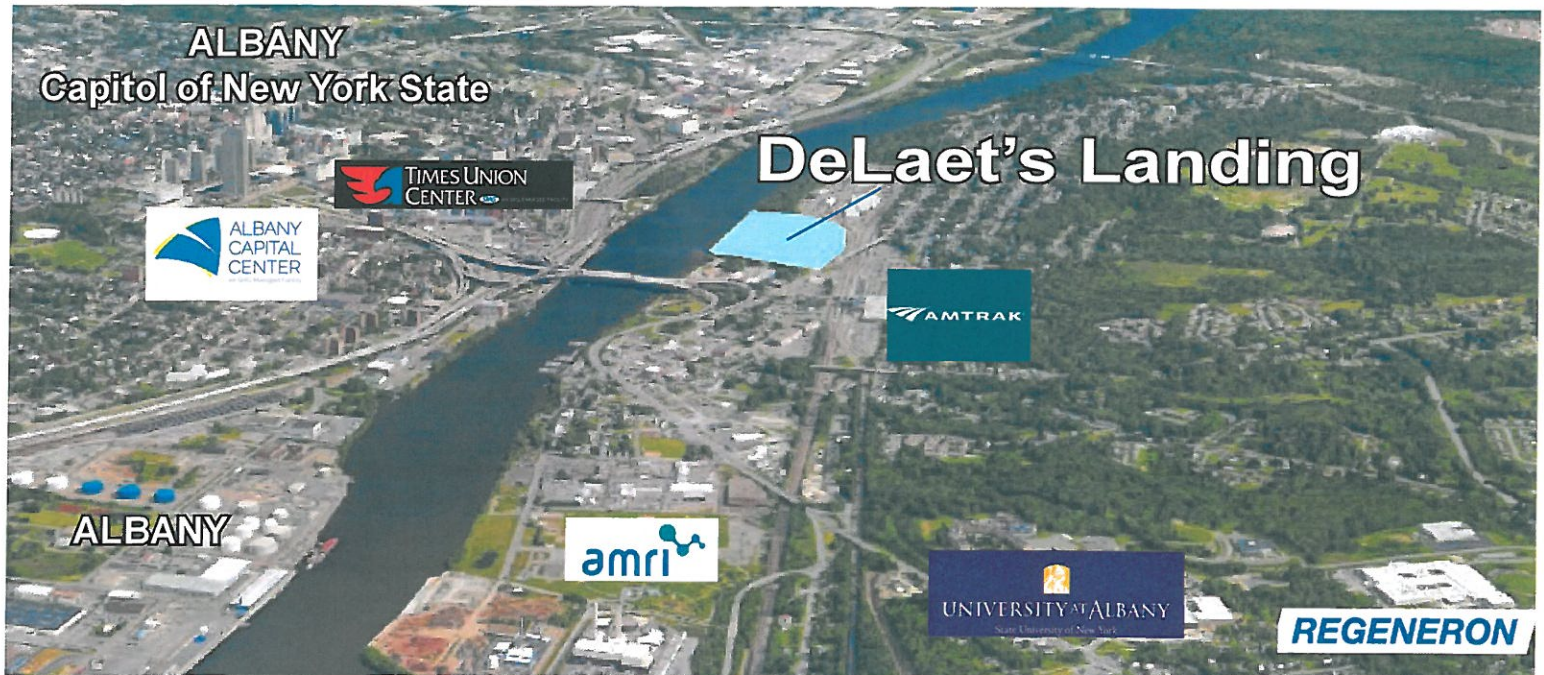 ALBANY
Capitol of New York State
DeLaet's Landing
TIMES UNION
CENTER
ALBANY
CAPITAL
CENTER
AMTRAK
ALBANY
amri
UNIVERSITY AT ALBANY
State University of New York
REGENERON